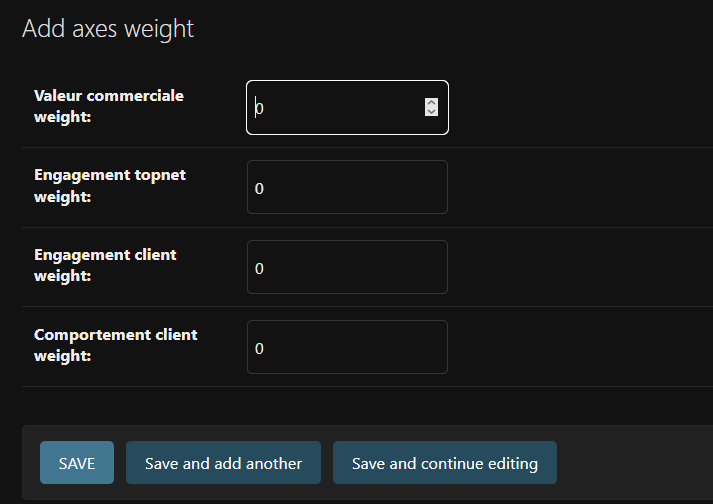 Add axes weight
Valeur commerciale
weight:
0
Engagement topnet
weight:
0
Engagement client
weight:
0
Comportement client
weight:
0
SAVE
Save and add another
Save and continue editing